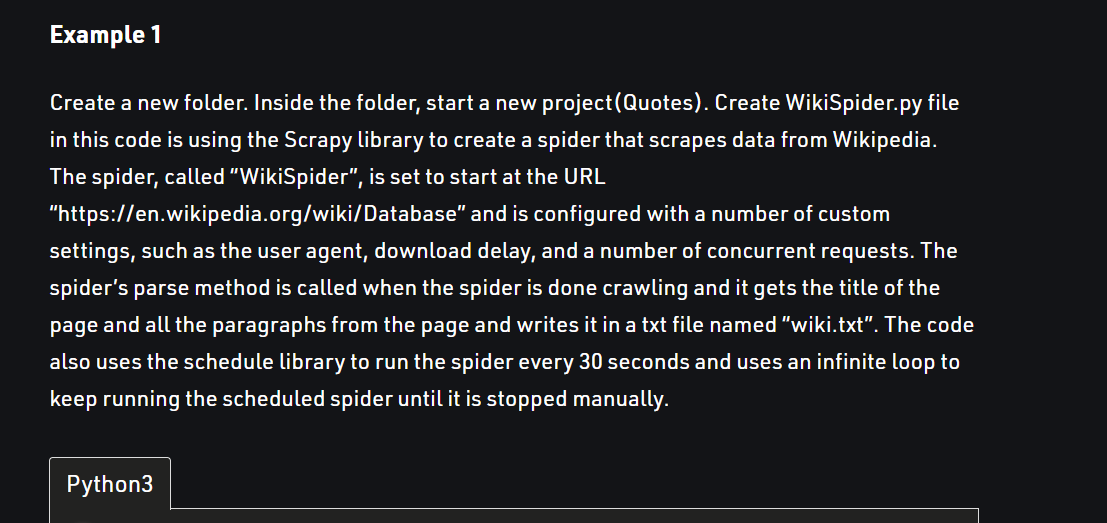 Example 1
Create a new folder. Inside the folder, start a new project(Quotes). Create WikiSpider.py file
in this code is using the Scrapy library to create a spider that scrapes data from Wikipedia.
The spider, called “WikiSpider”, is set to start at the URL
“https://en.wikipedia.org/wiki/Database” and is configured with a number of custom
settings, such as the user agent, download delay, and a number of concurrent requests. The
spider’s parse method is called when the spider is done crawling and it gets the title of the
page and all the paragraphs from the page and writes it in a txt file named “wiki.txt”. The code
also uses the schedule library to run the spider every 30 seconds and uses an infinite loop to
keep running the scheduled spider until it is stopped manually.
Python3